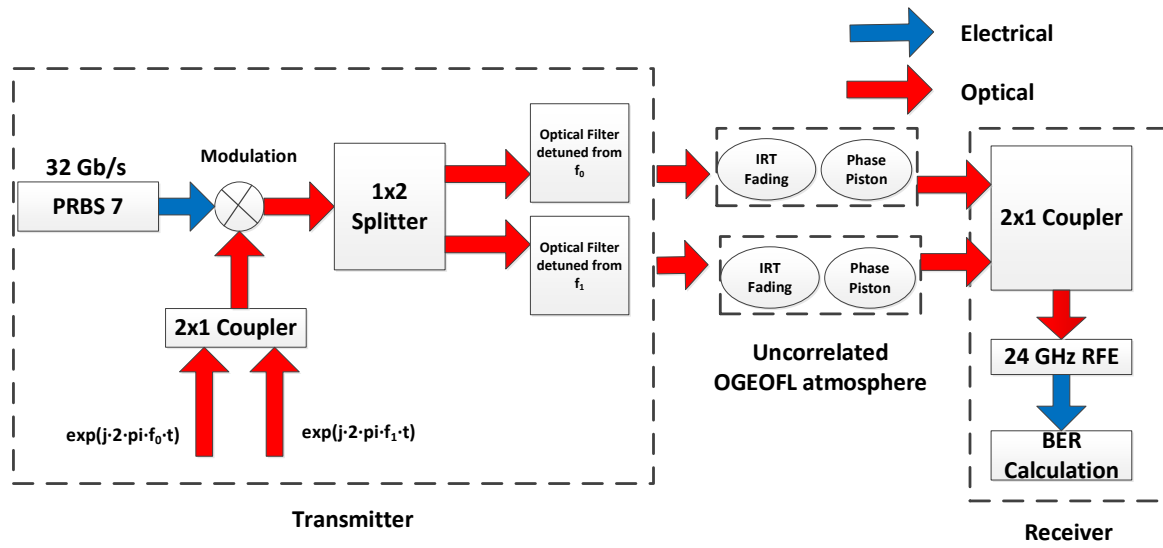 Electrical
Optical
32 Gb/s
PRBS 7
Modulation
1x2
Splitter
Optical Filter
detuned from
f₀
Optical Filter
detuned from
f₁
2x1 Coupler
exp(j·2·pi·f₀·t)
exp(j·2·pi·f₁·t)
Transmitter
IRT
Fading
Phase
Piston
IRT
Fading
Phase
Piston
Uncorrelated
OGEOFL atmosphere
2x1 Coupler
24 GHz RFE
BER
Calculation
Receiver